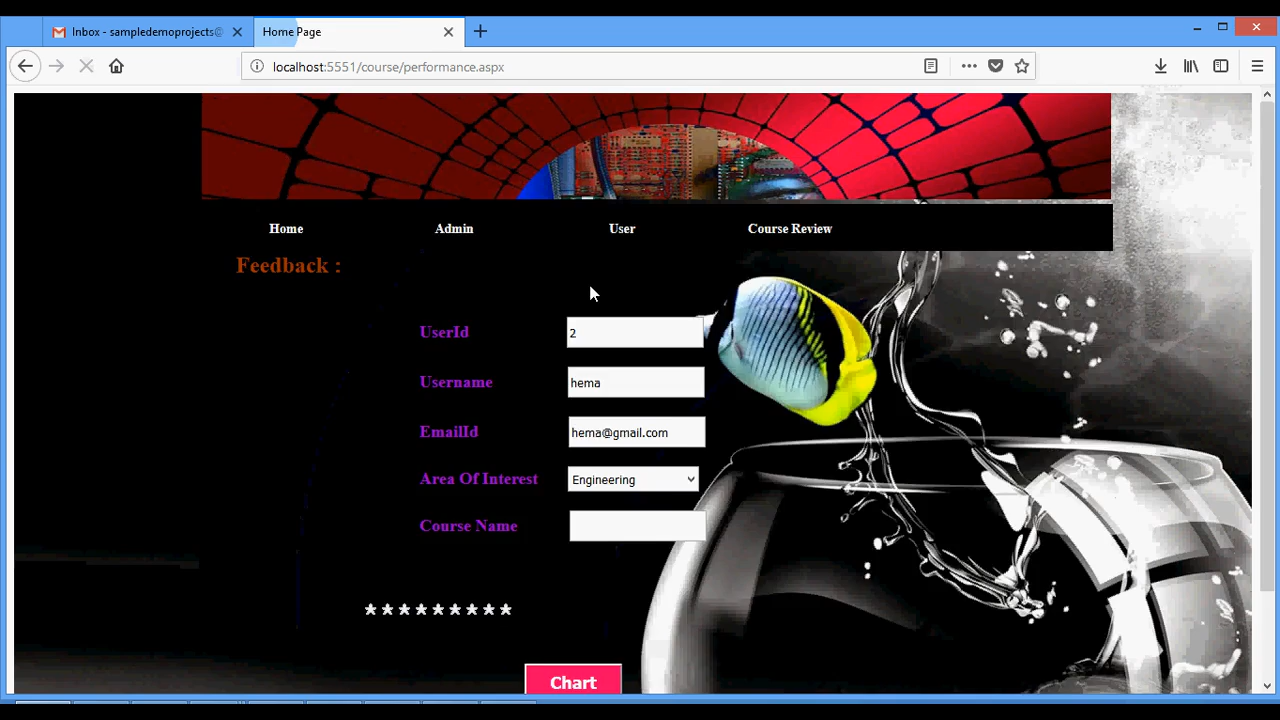 Inbox - sampledemoprojects@
Home Page
localhost:5551/course/performance.aspx
Home Admin User Course Review
Feedback :
UserId 2
Username hema
EmailId hema@gmail.com
Area Of Interest Engineering
Course Name
Chart